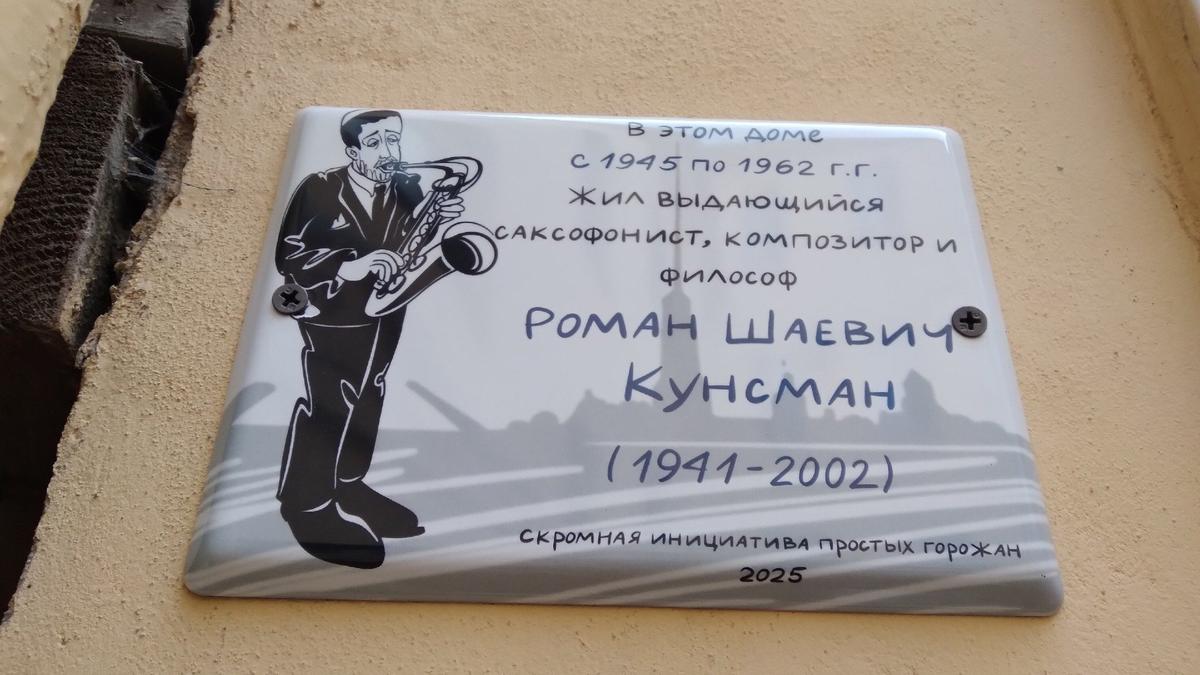 В этом доме
с 1945 по 1962 г.г.
Жил выдающийся
саксофонист, композитор и
философ
Роман Шаевич
Кунсман
(1941-2002)
скромная инициатива простых горожан
2025